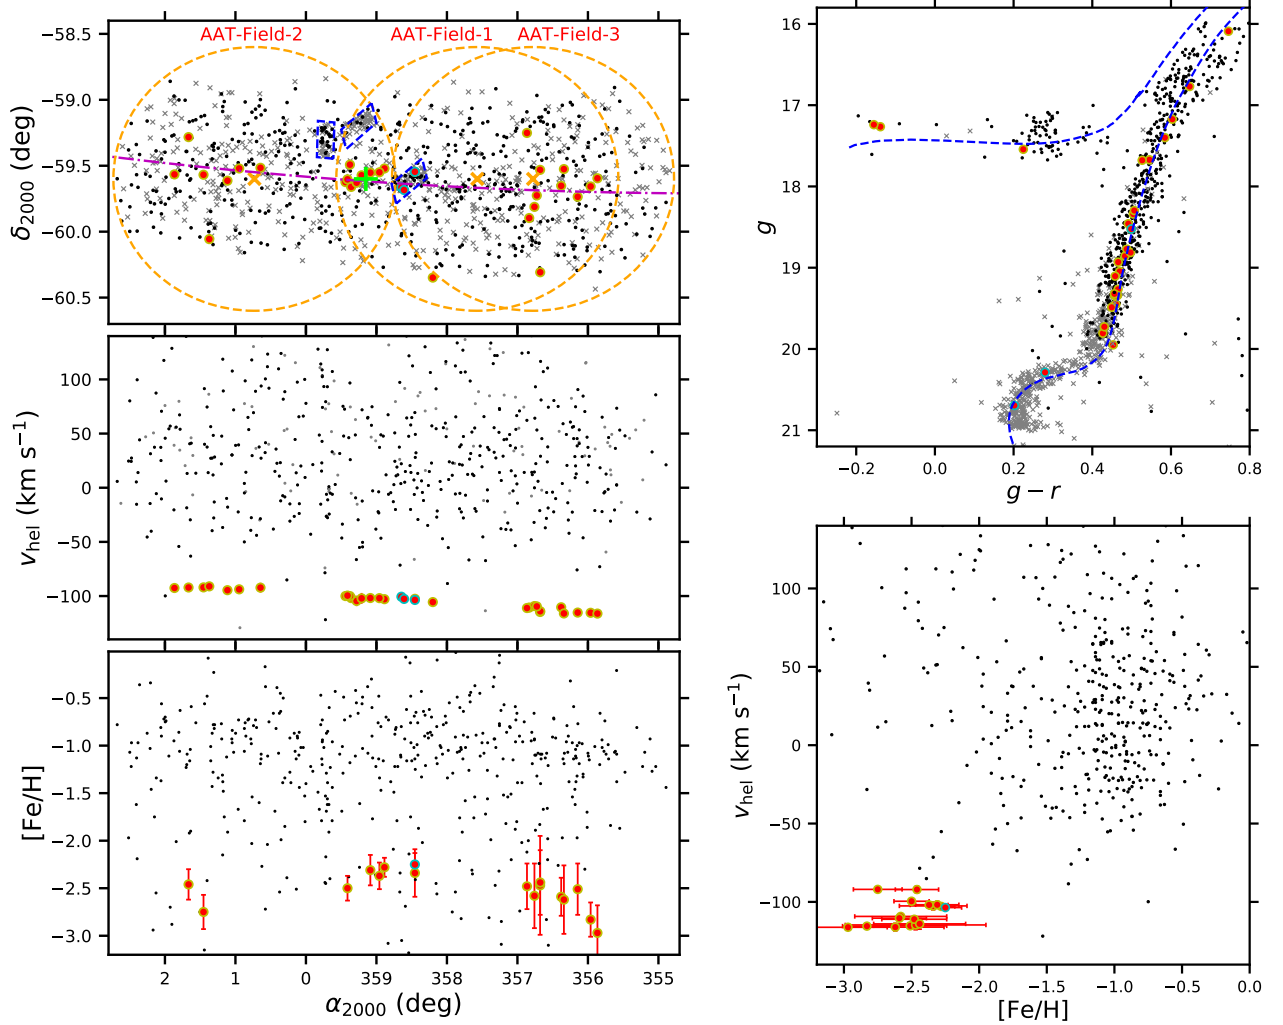 AAT-Field-2 AAT-Field-1 AAT-Field-3
−58.5
−59.0
−59.5
−60.0
−60.5
δ2000 (deg)
100
50
0
−50
−100
vhel (km s−1)
−0.5
−1.0
−1.5
−2.0
−2.5
−3.0
[Fe/H]
2 1 0 359 358 357 356 355
α2000 (deg)
16
17
18
19
20
21
g
−0.2 0.0 0.2 0.4 0.6 0.8
g − r
100
50
0
−50
−100
vhel (km s−1)
−3.0 −2.5 −2.0 −1.5 −1.0 −0.5 0.0
[Fe/H]